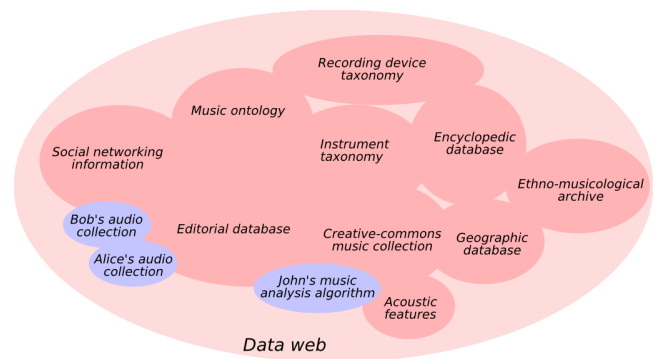 Recording device
taxonomy
Music ontology
Instrument
taxonomy
Encyclopedic
database
Social networking
information
Ethno-musicological
archive
Bob's audio
collection
Editorial database
Creative-commons
music collection
Geographic
database
Alice's audio
collection
John's music
analysis algorithm
Acoustic
features
Data web